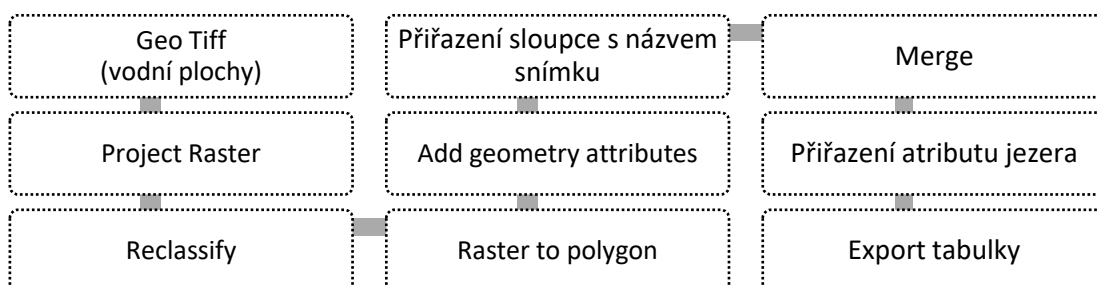 Geo Tiff
(vodní plochy)
Project Raster
Reclassify
Raster to polygon
Add geometry attributes
Přiřazení sloupce s názvem
snímku
Merge
Přiřazení atributu jezera
Export tabulky